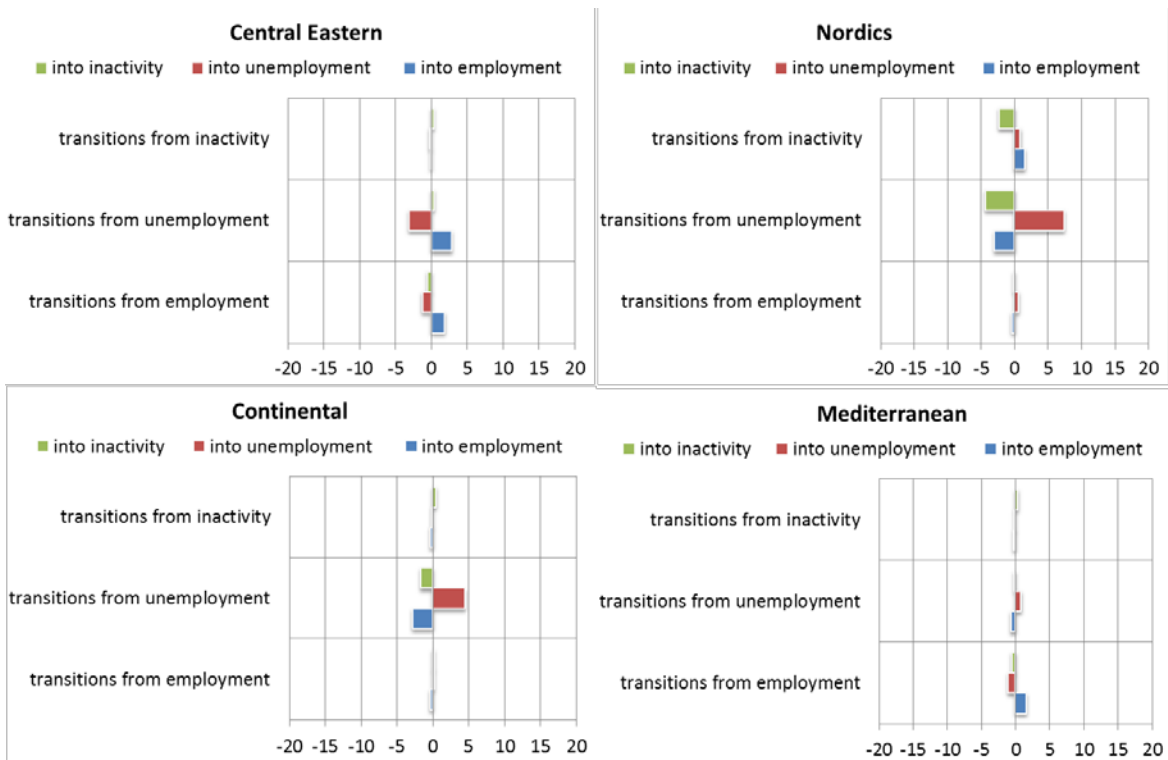 Central Eastern
into inactivity into unemployment into employment
transitions from inactivity
transitions from unemployment
transitions from employment
-20 -15 -10 -5 0 5 10 15 20
Nordics
into inactivity into unemployment into employment
transitions from inactivity
transitions from unemployment
transitions from employment
-20 -15 -10 -5 0 5 10 15 20
Continental
into inactivity into unemployment into employment
transitions from inactivity
transitions from unemployment
transitions from employment
-20 -15 -10 -5 0 5 10 15 20
Mediterranean
into inactivity into unemployment into employment
transitions from inactivity
transitions from unemployment
transitions from employment
-20 -15 -10 -5 0 5 10 15 20